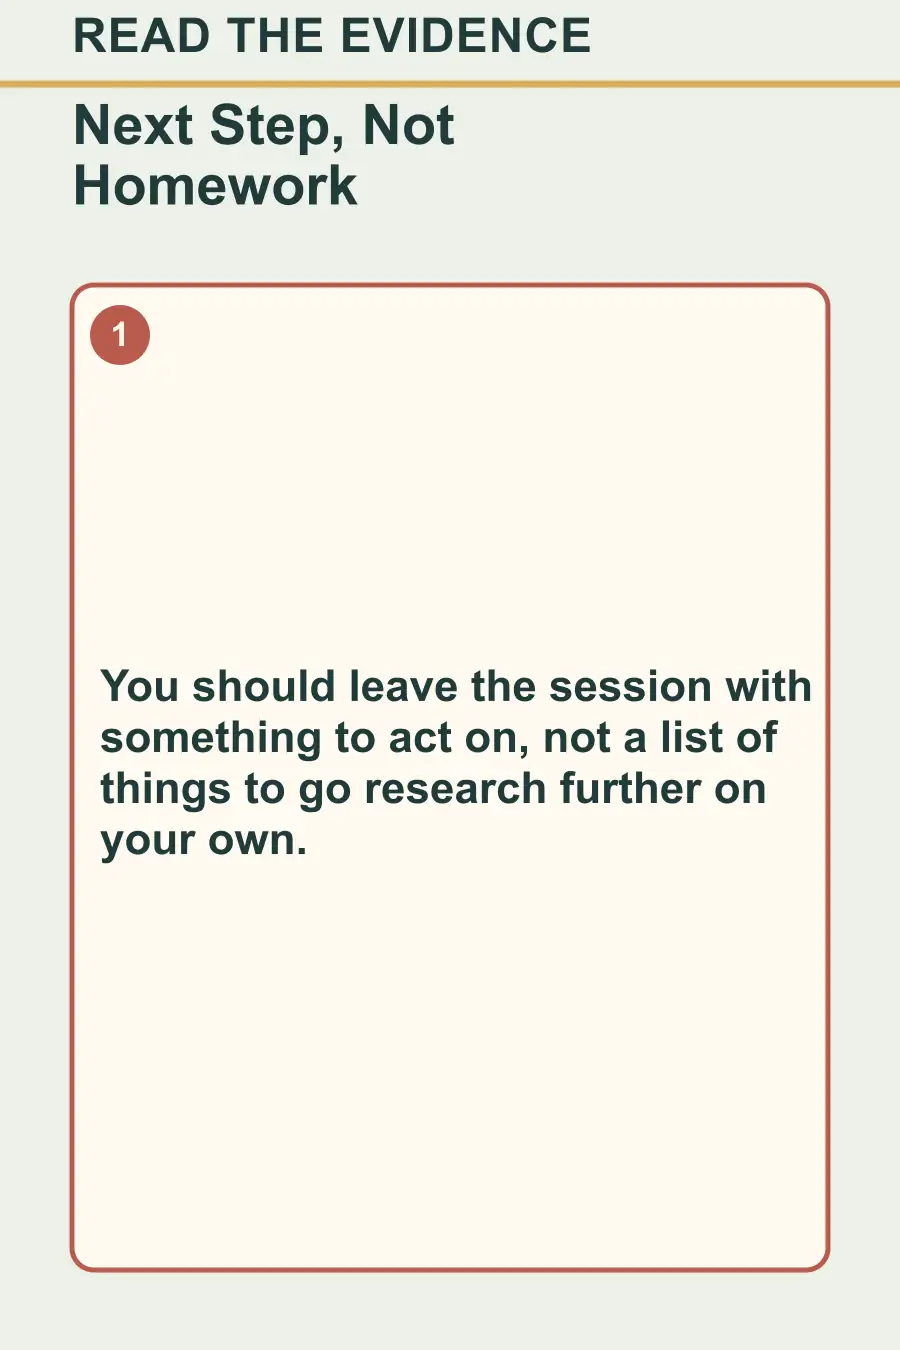 READ THE EVIDENCE
Next Step, Not
Homework
1
You should leave the session with
something to act on, not a list of
things to go research further on
your own.